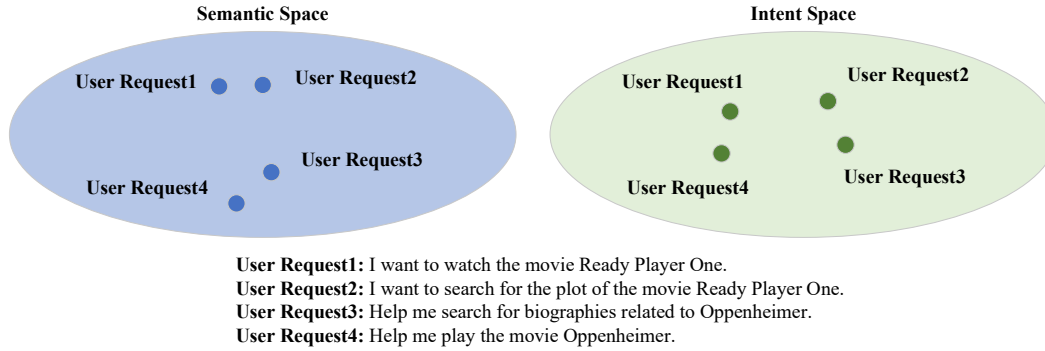 Semantic Space
Intent Space
User Request1
User Request2
User Request3
User Request4
User Request1
User Request2
User Request4
User Request3
User Request1: I want to watch the movie Ready Player One.
User Request2: I want to search for the plot of the movie Ready Player One.
User Request3: Help me search for biographies related to Oppenheimer.
User Request4: Help me play the movie Oppenheimer.